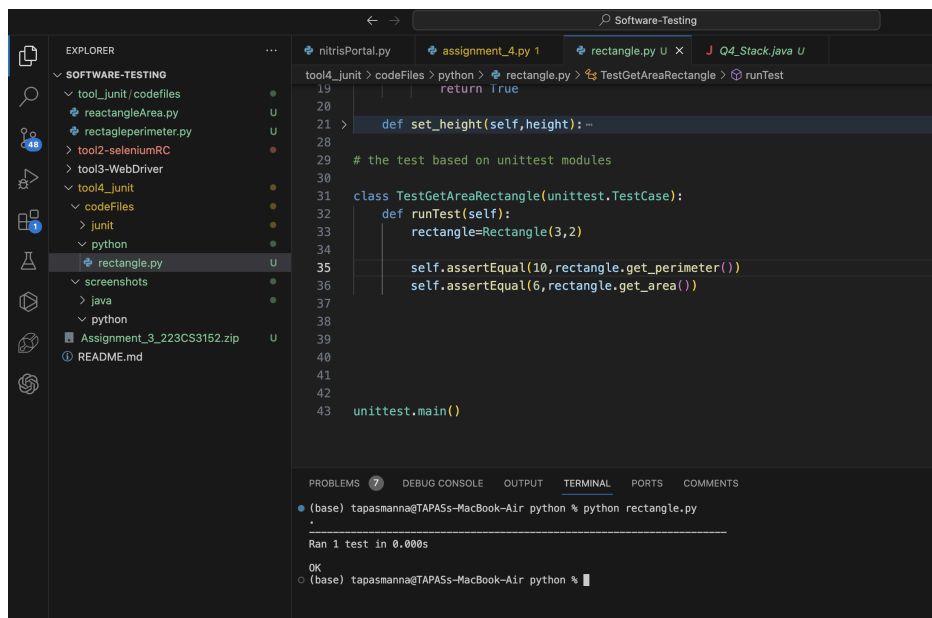 Software-Testing
EXPLORER
SOFTWARE-TESTING
tool_junit/codefiles
reactangleArea.py U
rectagleperimeter.py U
tool2-seleniumRC
tool3-WebDriver
tool4_junit
codeFiles
junit
python
rectangle.py U
screenshots
java
python
Assignment_3_223CS3152.zip U
README.md
48
1
nitrisPortal.py assignment_4.py 1 rectangle.py U J Q4_Stack.java U
tool4_junit > codeFiles > python > rectangle.py > TestGetAreaRectangle > runTest
19 return True
20
21 def set_height(self,height):
28
29 # the test based on unittest modules
30
31 class TestGetAreaRectangle(unittest.TestCase):
32 def runTest(self):
33 rectangle=Rectangle(3,2)
34
35 self.assertEqual(10,rectangle.get_perimeter())
36 self.assertEqual(6,rectangle.get_area())
37
38
39
40
41
42
43 unittest.main()
PROBLEMS 7 DEBUG CONSOLE OUTPUT TERMINAL PORTS COMMENTS
(base) tapasmanna@TAPASs-MacBook-Air python % python rectangle.py
.
----------------------------------------------------------------------
Ran 1 test in 0.000s
OK
(base) tapasmanna@TAPASs-MacBook-Air python %